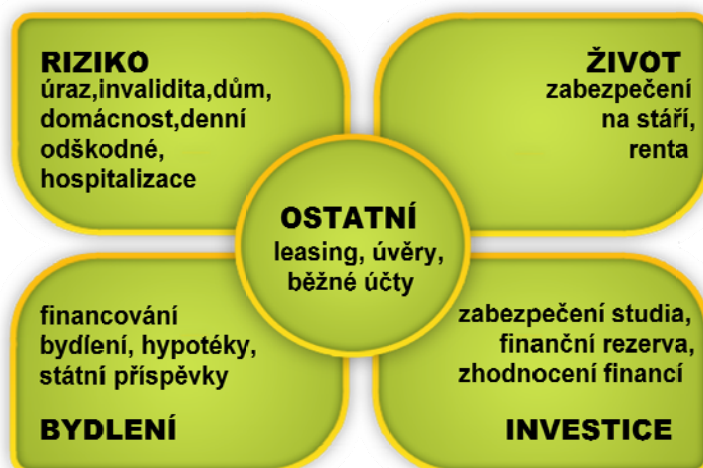 RIZIKO
úraz,invalidita,dům,
domácnost,denní
odškodné,
hospitalizace
ŽIVOT
zabezpečení
na stáří,
renta
OSTATNÍ
leasing, úvěry,
běžné účty
financování
bydlení, hypotéky,
státní příspěvky
BYDLENÍ
zabezpečení studia,
finanční rezerva,
zhodnocení financí
INVESTICE